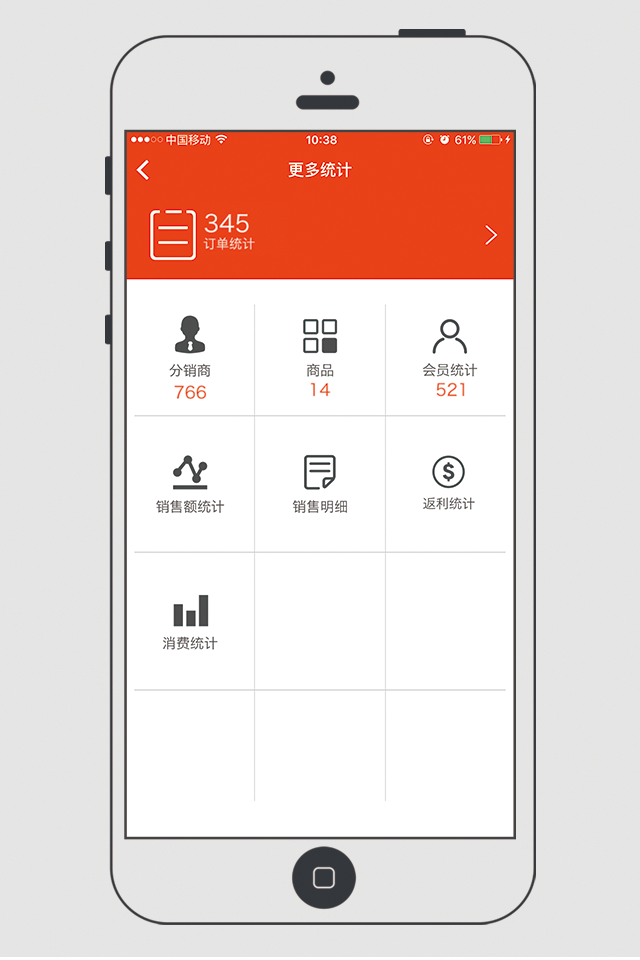 中国移动 10:38 61%
更多统计
345
订单统计
分销商 商品 会员统计
766 14 521
销售额统计 销售明细 返利统计
消费统计